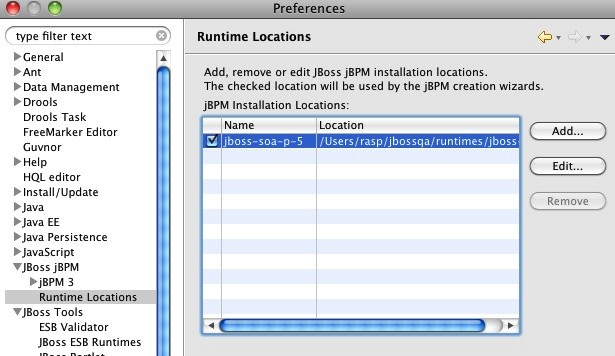 Preferences
type filter text
General
Ant
Data Management
Drools
Drools Task
FreeMarker Editor
Guvnor
Help
HQL editor
Install/Update
Java
Java EE
Java Persistence
JavaScript
JBoss jBPM
jBPM 3
Runtime Locations
JBoss Tools
ESB Validator
JBoss ESB Runtimes
JBoss Portlet
Runtime Locations
Add, remove or edit JBoss jBPM installation locations.
The checked location will be used by the jBPM creation wizards.
jBPM Installation Locations:
Name Location
jboss-soa-p-5 /Users/rasp/jbossqa/runtimes/jboss
Add...
Edit...
Remove